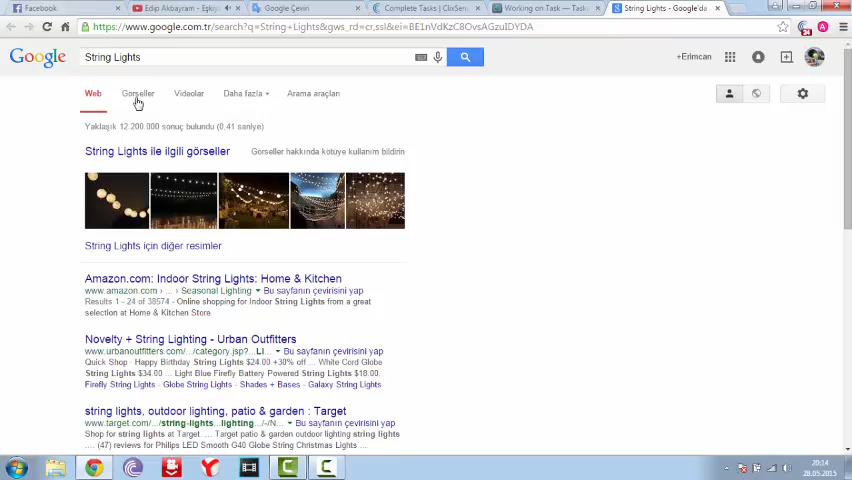 Facebook
Edip Akbayram - Eşkıy
Google Çeviri
Complete Tasks | ClixSen
Working on Task — Task
String Lights - Google'da
https://www.google.com.tr/search?q=String+Lights&gws_rd=cr,ssl&ei=BE1nVdKzC8OvsAGzuIDYDA
24
A
Google
String Lights
+Erimcan
Web
Görseller
Videolar
Daha fazla
Arama araçları
Yaklaşık 12.200.000 sonuç bulundu (0,41 saniye)
String Lights ile ilgili görseller
Görseller hakkında kötüye kullanım bildirin
String Lights için diğer resimler
Amazon.com: Indoor String Lights: Home & Kitchen
www.amazon.com › ... › Seasonal Lighting Bu sayfanın çevirisini yap
Results 1 - 24 of 38574 - Online shopping for Indoor String Lights from a great
selection at Home & Kitchen Store.
Novelty + String Lighting - Urban Outfitters
www.urbanoutfitters.com/.../category.jsp?...LI... Bu sayfanın çevirisini yap
Quick Shop · Happy Birthday String Lights $24.00 +30% off ... White Cord Globe
String Lights $34.00 ... Light Blue Firefly Battery Powered String Lights $18.00.
Firefly String Lights - Globe String Lights - Shades + Bases - Galaxy String Lights
string lights, outdoor lighting, patio & garden : Target
www.target.com/.../string-lights...lighting.../-/N... Bu sayfanın çevirisini yap
Shop for string lights at Target. ... Target patio & garden outdoor lighting string lights
... (47) reviews for Philips LED Smooth G40 Globe String Christmas Lights ...
20:14
28.05.2015